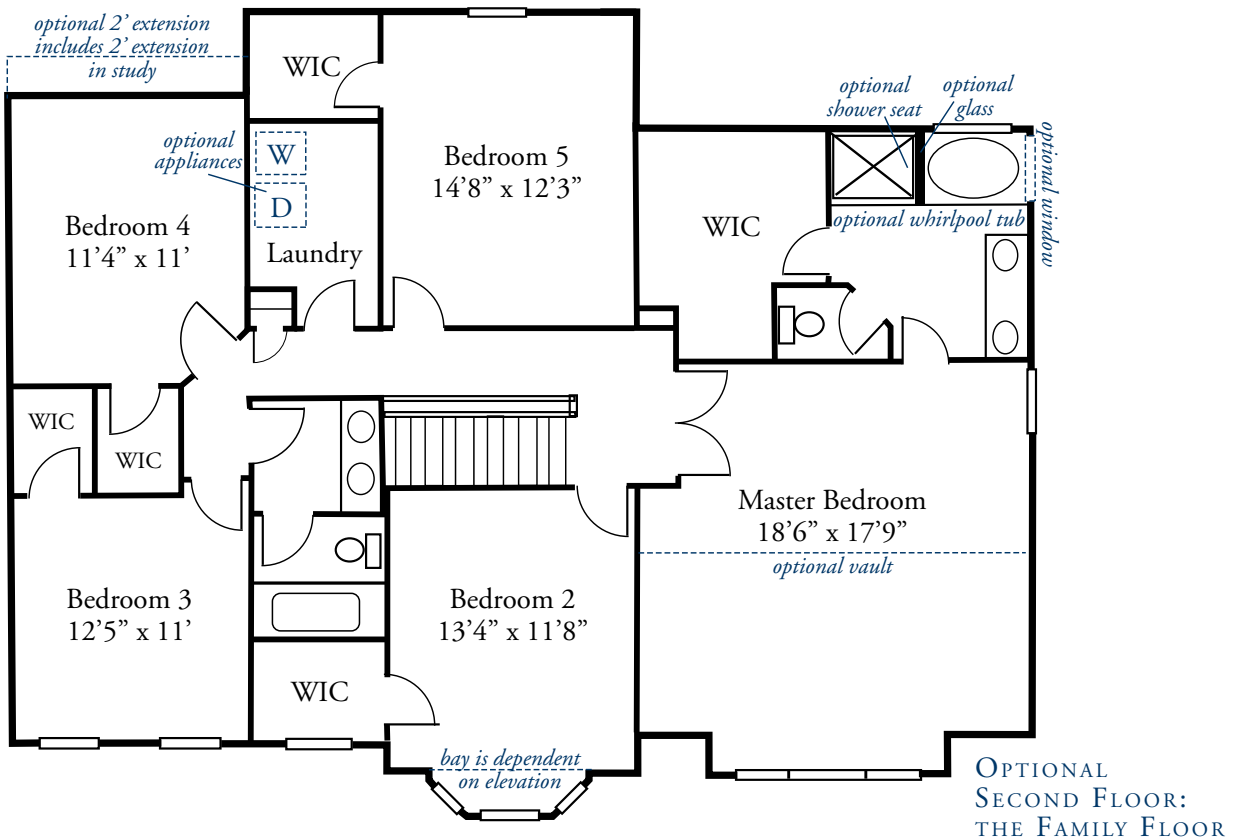 optional 2’ extension
includes 2’ extension
in study
WIC
optional
appliances
W
D
Laundry
Bedroom 5
14’8” x 12’3”
optional
shower seat
optional
glass
optional window
WIC
optional whirlpool tub
Bedroom 4
11’4” x 11’
WIC
WIC
Master Bedroom
18’6” x 17’9”
optional vault
Bedroom 3
12’5” x 11’
Bedroom 2
13’4” x 11’8”
WIC
bay is dependent
on elevation
Optional
Second Floor:
the Family Floor